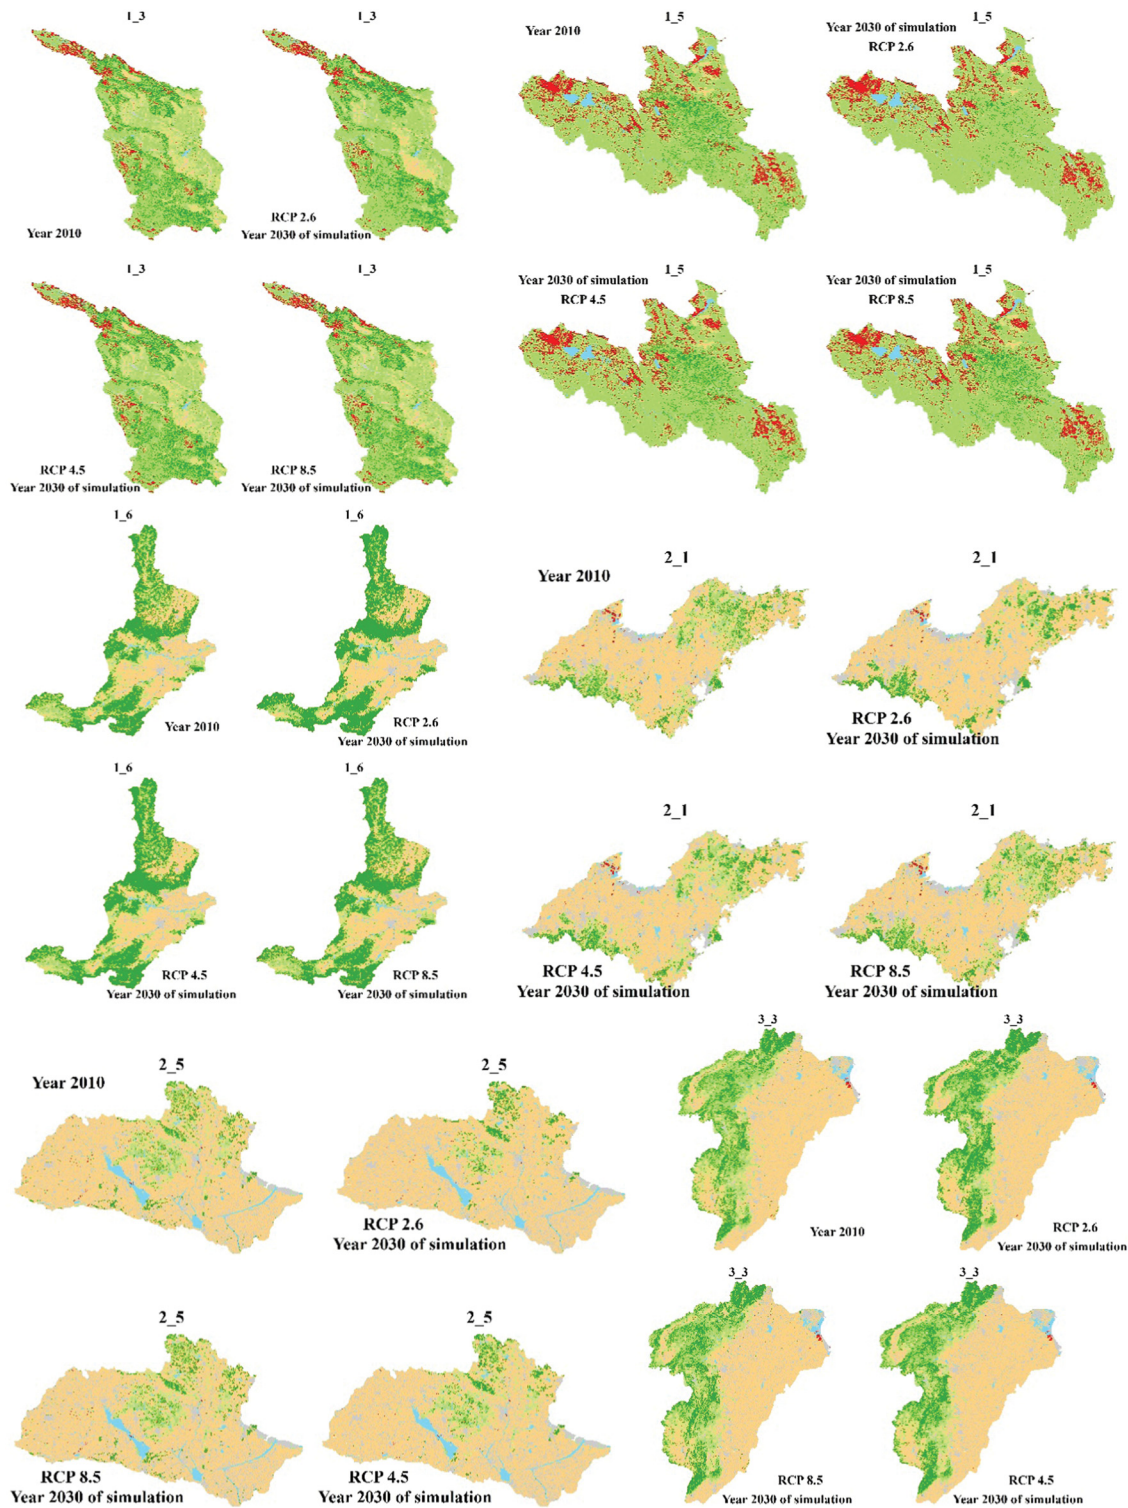 1_3
1_3
Year 2010
RCP 2.6
Year 2030 of simulation
1_5
Year 2010
1_5
Year 2030 of simulation
RCP 2.6
1_3
1_3
RCP 4.5
Year 2030 of simulation
RCP 8.5
Year 2030 of simulation
1_5
Year 2030 of simulation
RCP 4.5
1_5
Year 2030 of simulation
RCP 8.5
1_6
1_6
Year 2010
RCP 2.6
Year 2030 of simulation
2_1
Year 2010
2_1
RCP 2.6
Year 2030 of simulation
1_6
1_6
RCP 4.5
Year 2030 of simulation
RCP 8.5
Year 2030 of simulation
2_1
2_1
RCP 4.5
Year 2030 of simulation
RCP 8.5
Year 2030 of simulation
2_5
Year 2010
2_5
RCP 2.6
Year 2030 of simulation
3_3
3_3
Year 2010
RCP 2.6
Year 2030 of simulation
2_5
2_5
RCP 8.5
Year 2030 of simulation
RCP 4.5
Year 2030 of simulation
3_3
3_3
RCP 8.5
Year 2030 of simulation
RCP 4.5
Year 2030 of simulation